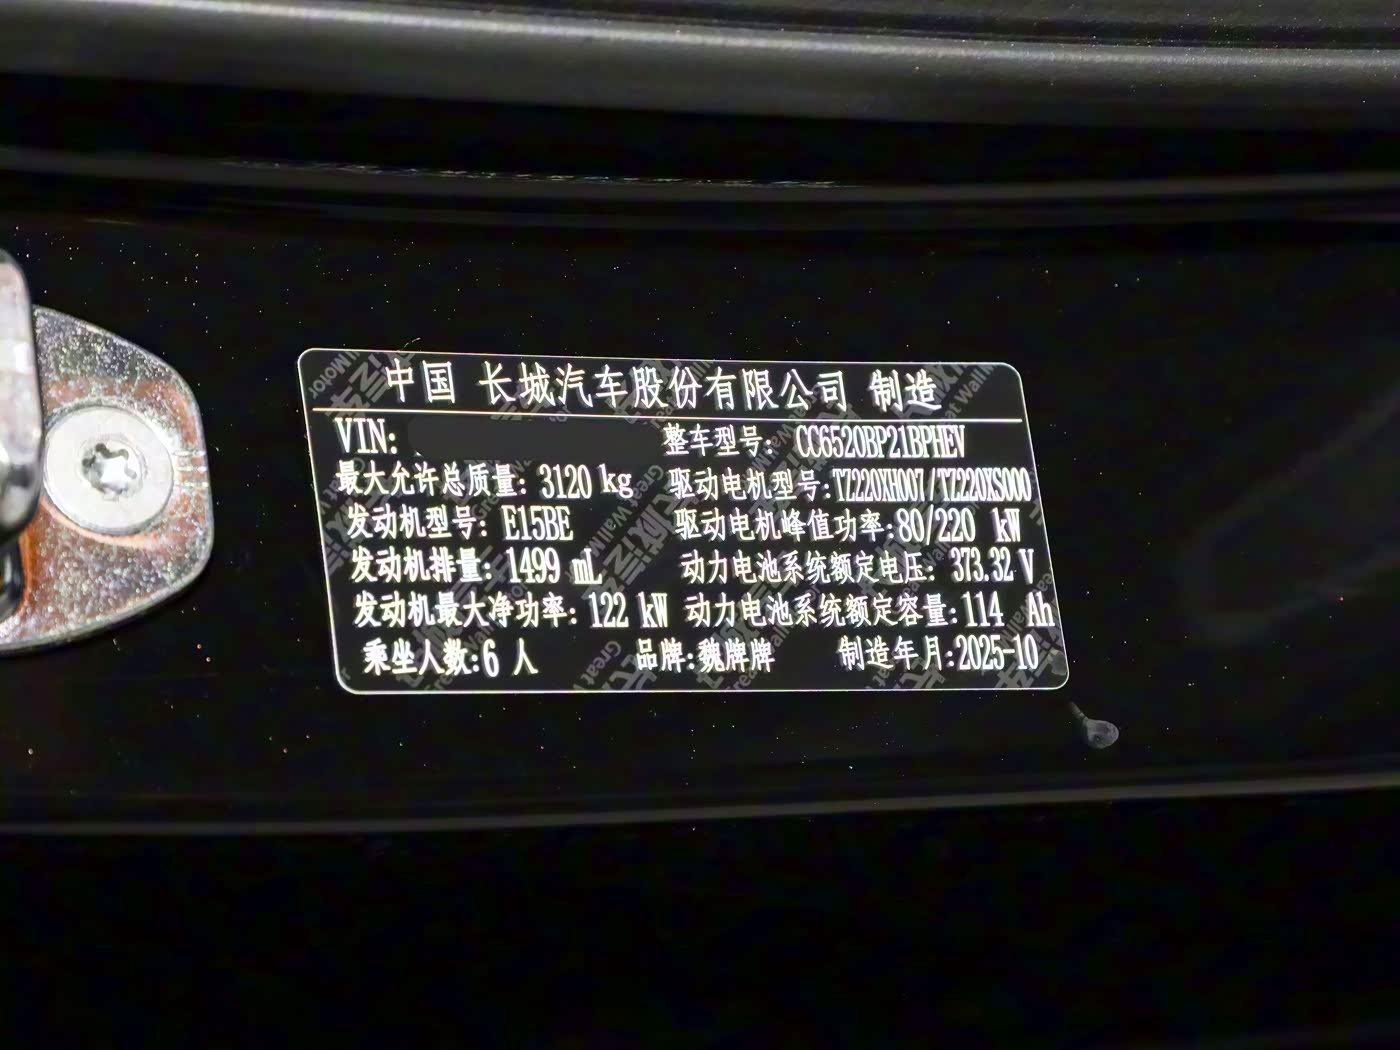 中国 长城汽车股份有限公司 制造
VIN:
整车型号: CC6520BP21BPHEV
最大允许总质量: 3120 kg
驱动电机型号:TZ220XH007/TZ220XS000
发动机型号: E15BE
驱动电机峰值功率:80/220 kW
发动机排量: 1499 mL
动力电池系统额定电压: 373.32 V
发动机最大净功率: 122 kW
动力电池系统额定容量:114 Ah
乘坐人数:6 人
品牌:魏牌牌
制造年月:2025-10